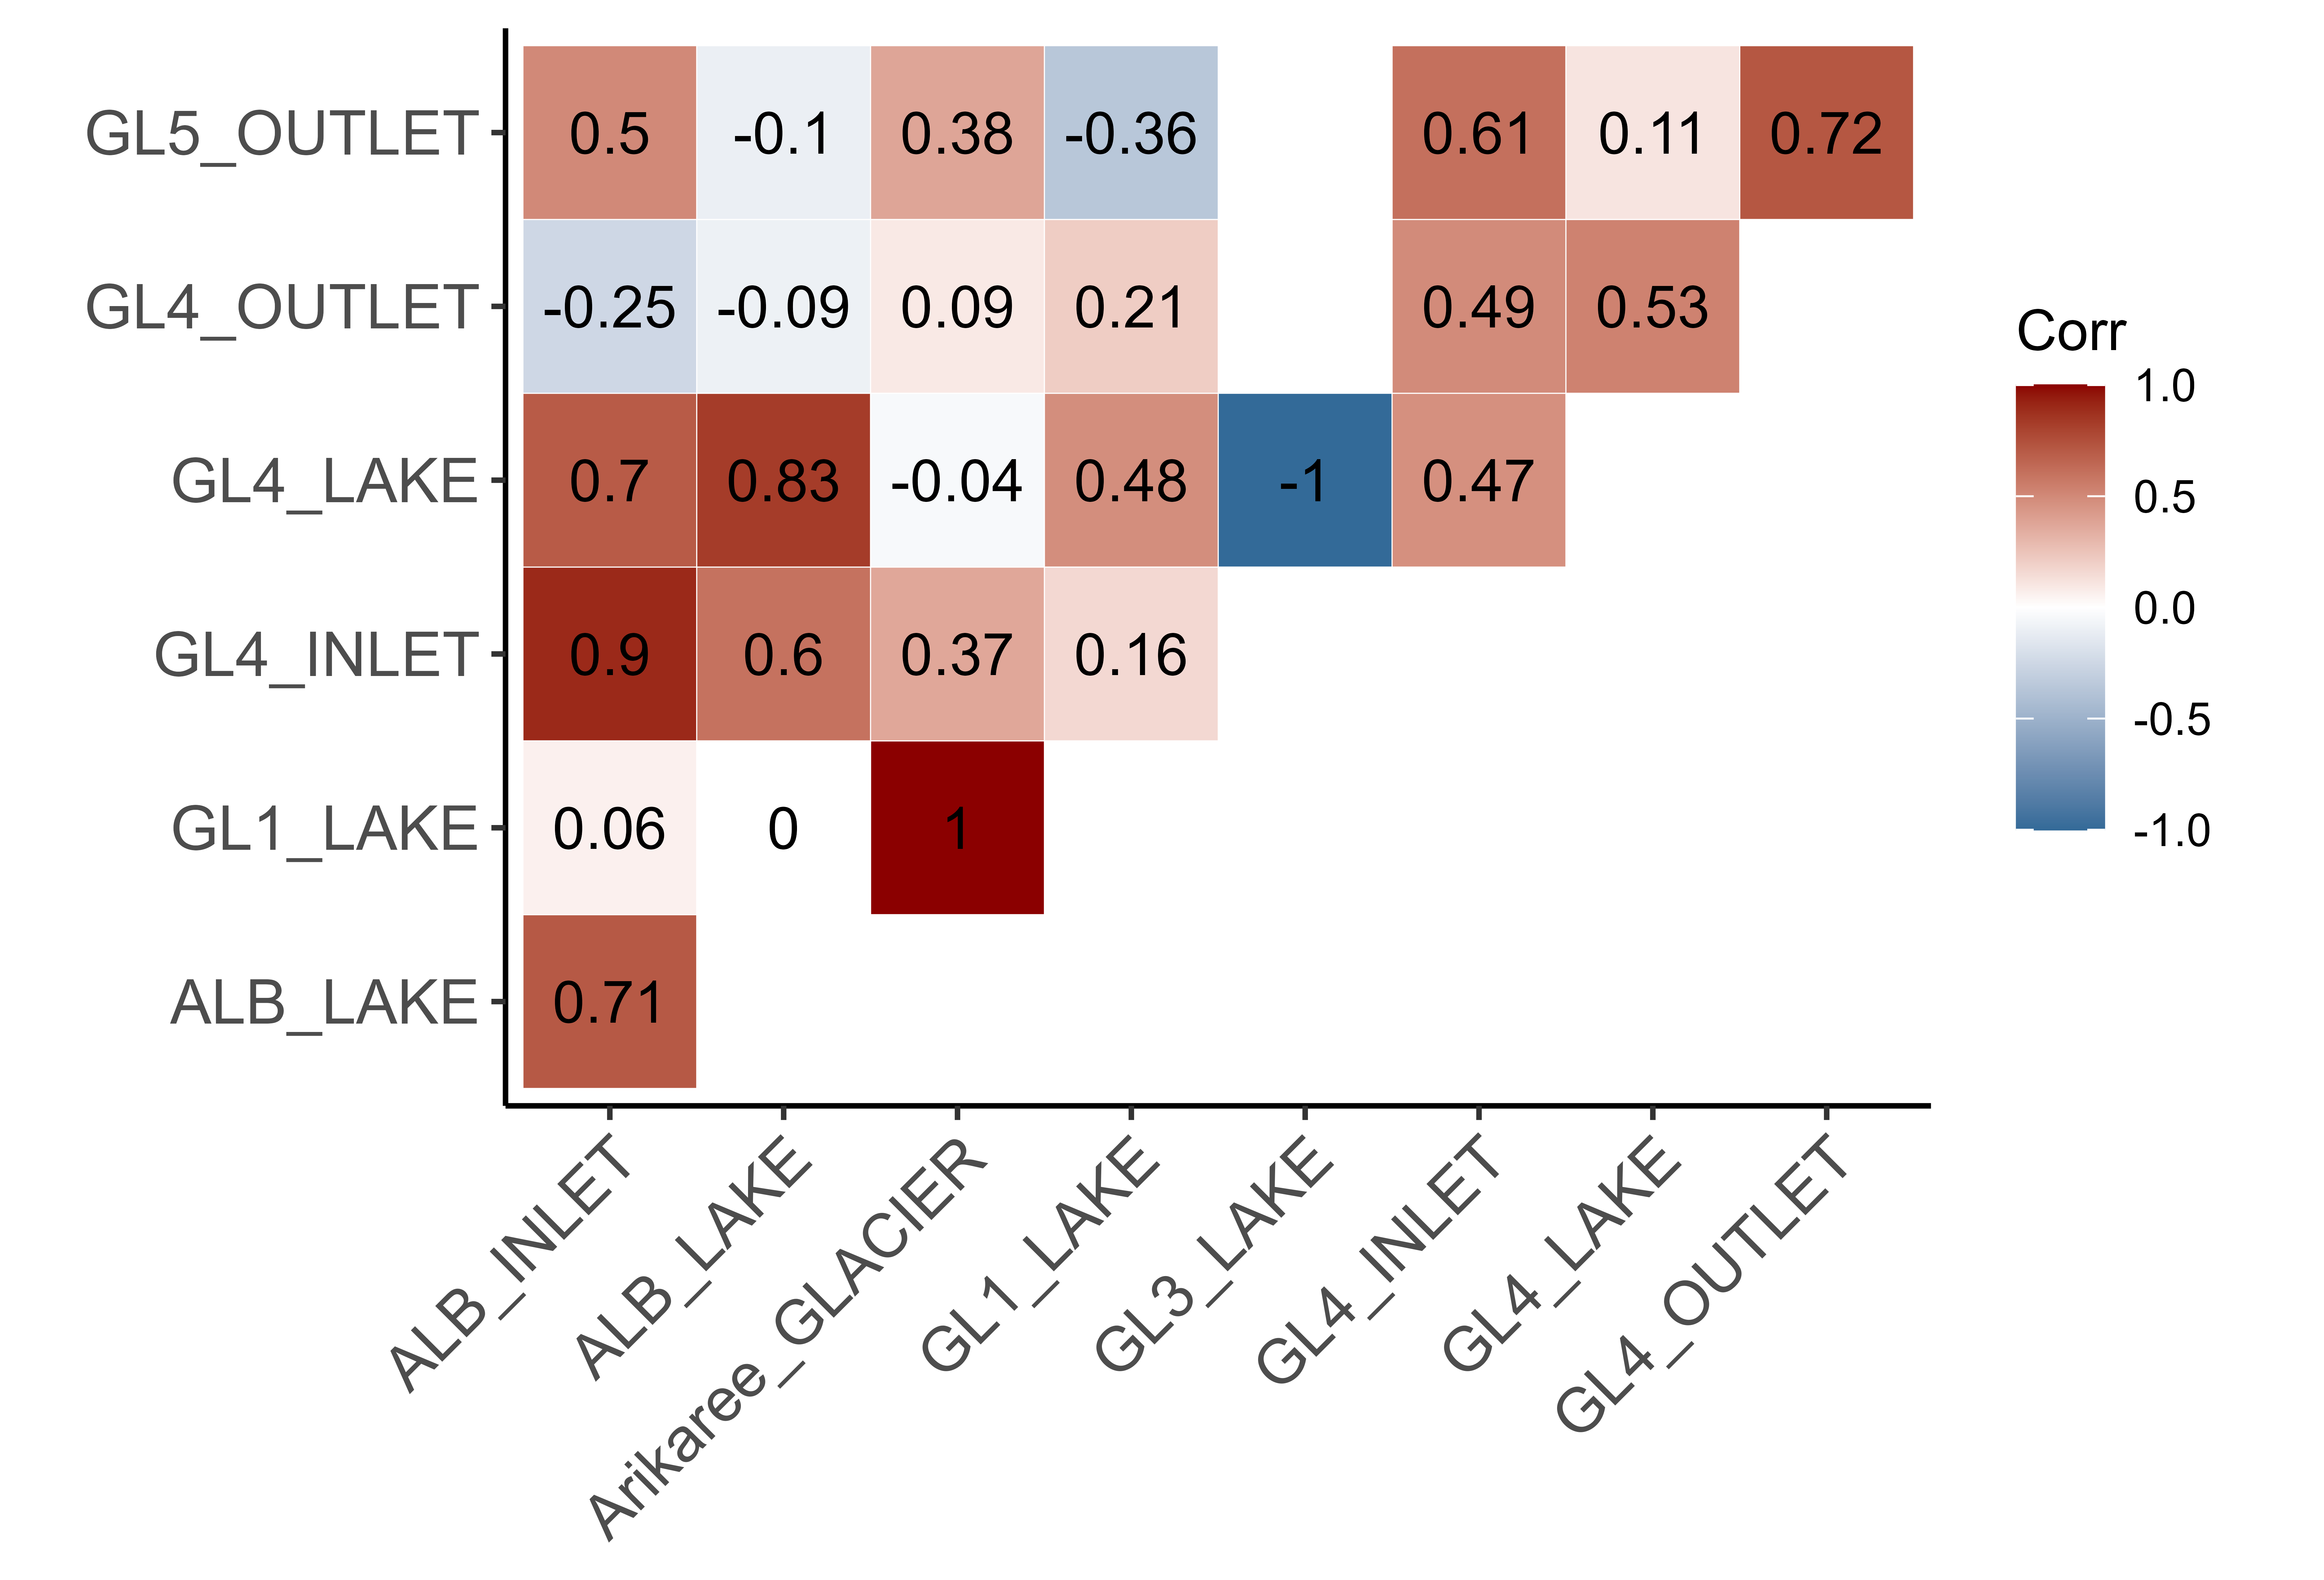 GL5_OUTLET 0.5 -0.1 0.38 -0.36 0.61 0.11 0.72
GL4_OUTLET -0.25 -0.09 0.09 0.21 0.49 0.53
GL4_LAKE 0.7 0.83 -0.04 0.48 -1 0.47
GL4_INLET 0.9 0.6 0.37 0.16
GL1_LAKE 0.06 0 1
ALB_LAKE 0.71
ALB_INLET
ALB_LAKE
Arikaree_GLACIER
GL1_LAKE
GL3_LAKE
GL4_INLET
GL4_LAKE
GL4_OUTLET
Corr
1.0
0.5
0.0
-0.5
-1.0